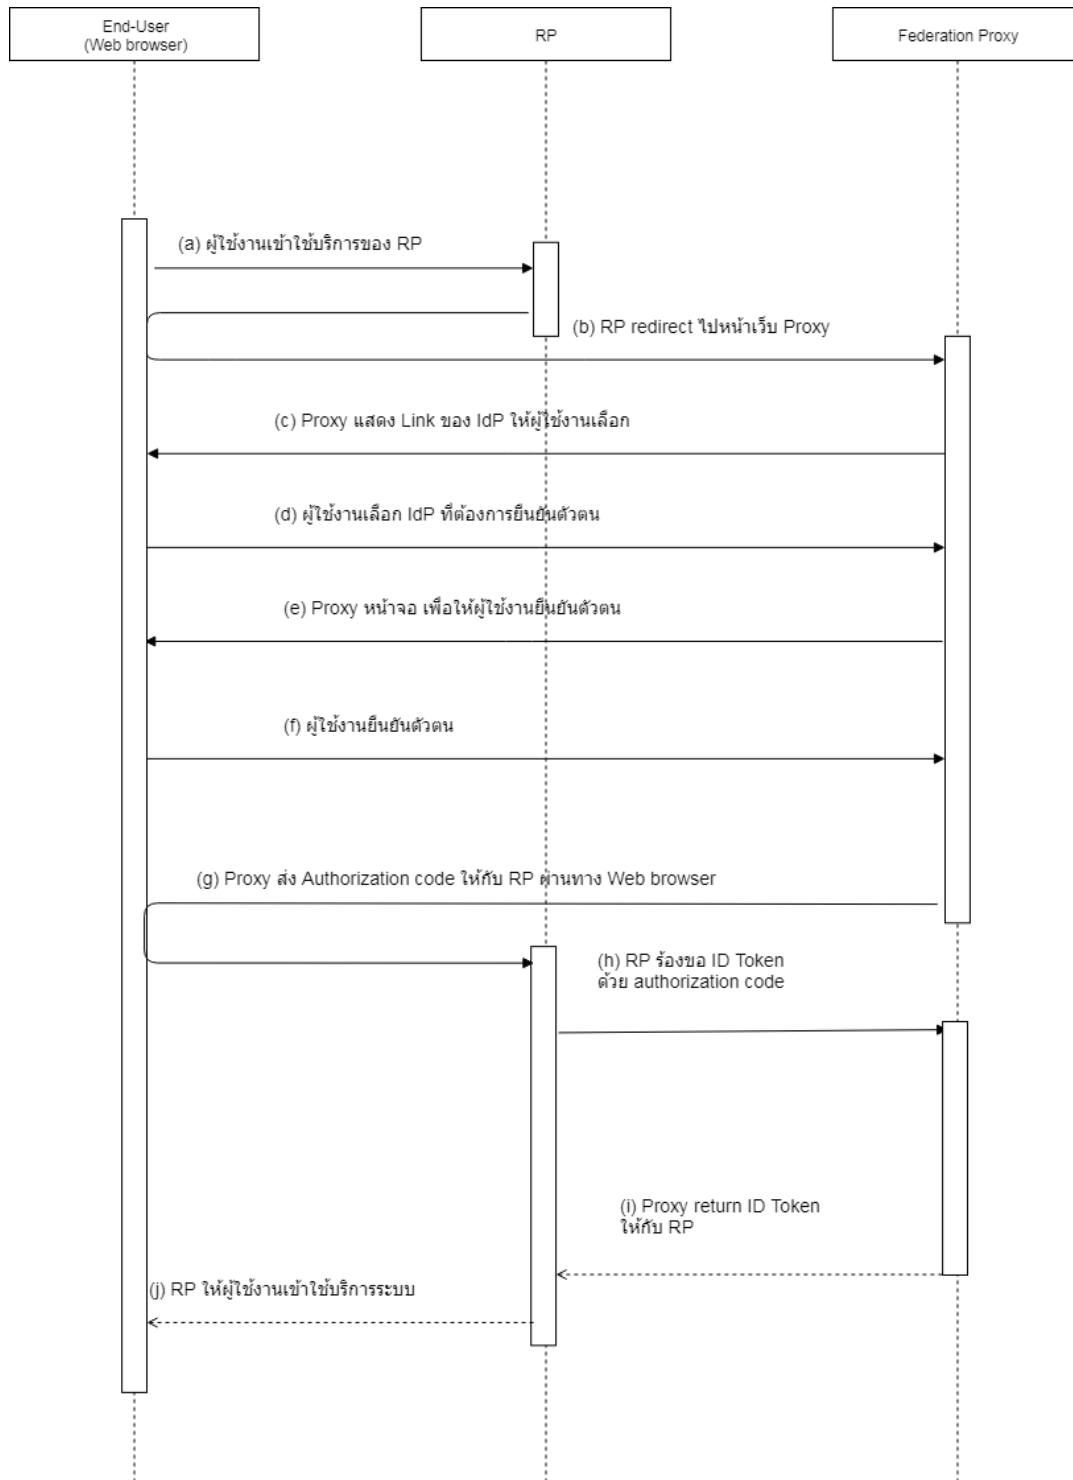 End-User
(Web browser)
RP
Federation Proxy
(a) ผู้ใช้งานเข้าใช้บริการของ RP
(b) RP redirect ไปหน้าเว็บ Proxy
(c) Proxy แสดง Link ของ IdP ให้ผู้ใช้งานเลือก
(d) ผู้ใช้งานเลือก IdP ที่ต้องการยืนยันตัวตน
(e) Proxy หน้าจอ เพื่อให้ผู้ใช้งานยืนยันตัวตน
(f) ผู้ใช้งานยืนยันตัวตน
(g) Proxy ส่ง Authorization code ให้กับ RP ผ่านทาง Web browser
(h) RP ร้องขอ ID Token
ด้วย authorization code
(i) Proxy return ID Token
ให้กับ RP
(j) RP ให้ผู้ใช้งานเข้าใช้บริการระบบ